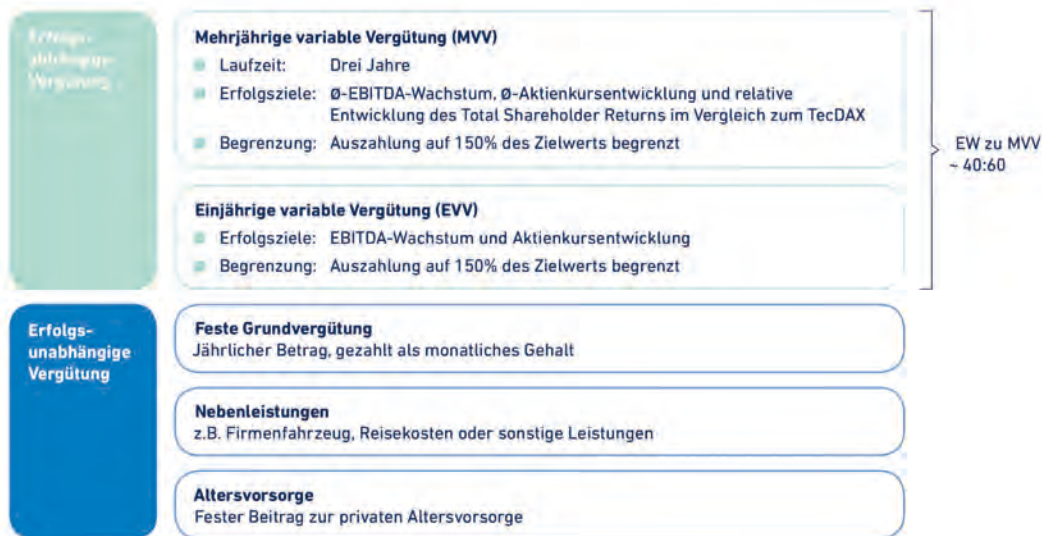 Erfolgs-
abhängige
Vergütung
Mehrjährige variable Vergütung (MVV)
Laufzeit: Drei Jahre
Erfolgsziele: Ø-EBITDA-Wachstum, Ø-Aktienkursentwicklung und relative
Entwicklung des Total Shareholder Returns im Vergleich zum TecDAX
Begrenzung: Auszahlung auf 150% des Zielwerts begrenzt
EW zu MVV
~ 40:60
Einjährige variable Vergütung (EVV)
Erfolgsziele: EBITDA-Wachstum und Aktienkursentwicklung
Begrenzung: Auszahlung auf 150% des Zielwerts begrenzt
Erfolgs-
unabhängige
Vergütung
Feste Grundvergütung
Jährlicher Betrag, gezahlt als monatliches Gehalt
Nebenleistungen
z.B. Firmenfahrzeug, Reisekosten oder sonstige Leistungen
Altersvorsorge
Fester Beitrag zur privaten Altersvorsorge